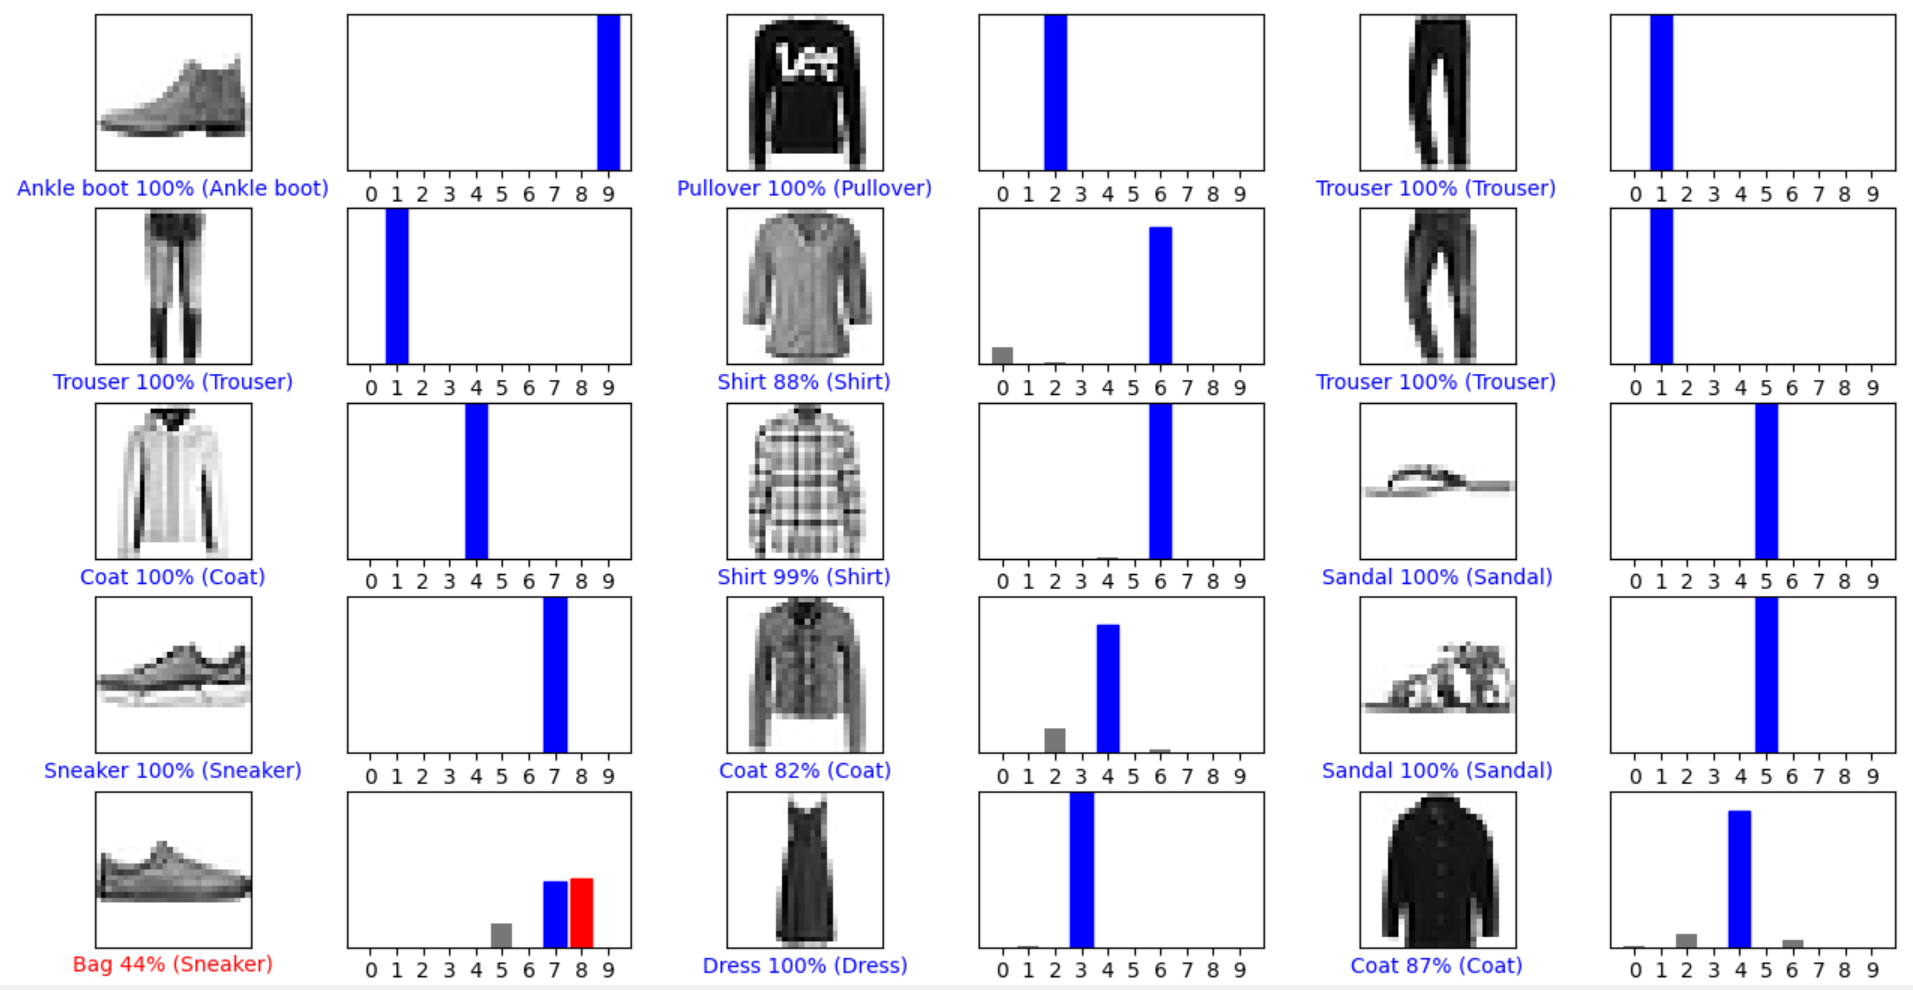 Lee
Ankle boot 100% (Ankle boot)
0 1 2 3 4 5 6 7 8 9
Pullover 100% (Pullover)
0 1 2 3 4 5 6 7 8 9
Trouser 100% (Trouser)
0 1 2 3 4 5 6 7 8 9
Trouser 100% (Trouser)
0 1 2 3 4 5 6 7 8 9
Shirt 88% (Shirt)
0 1 2 3 4 5 6 7 8 9
Trouser 100% (Trouser)
0 1 2 3 4 5 6 7 8 9
Coat 100% (Coat)
0 1 2 3 4 5 6 7 8 9
Shirt 99% (Shirt)
0 1 2 3 4 5 6 7 8 9
Sandal 100% (Sandal)
0 1 2 3 4 5 6 7 8 9
Sneaker 100% (Sneaker)
0 1 2 3 4 5 6 7 8 9
Coat 82% (Coat)
0 1 2 3 4 5 6 7 8 9
Sandal 100% (Sandal)
0 1 2 3 4 5 6 7 8 9
Bag 44% (Sneaker)
0 1 2 3 4 5 6 7 8 9
Dress 100% (Dress)
0 1 2 3 4 5 6 7 8 9
Coat 87% (Coat)
0 1 2 3 4 5 6 7 8 9